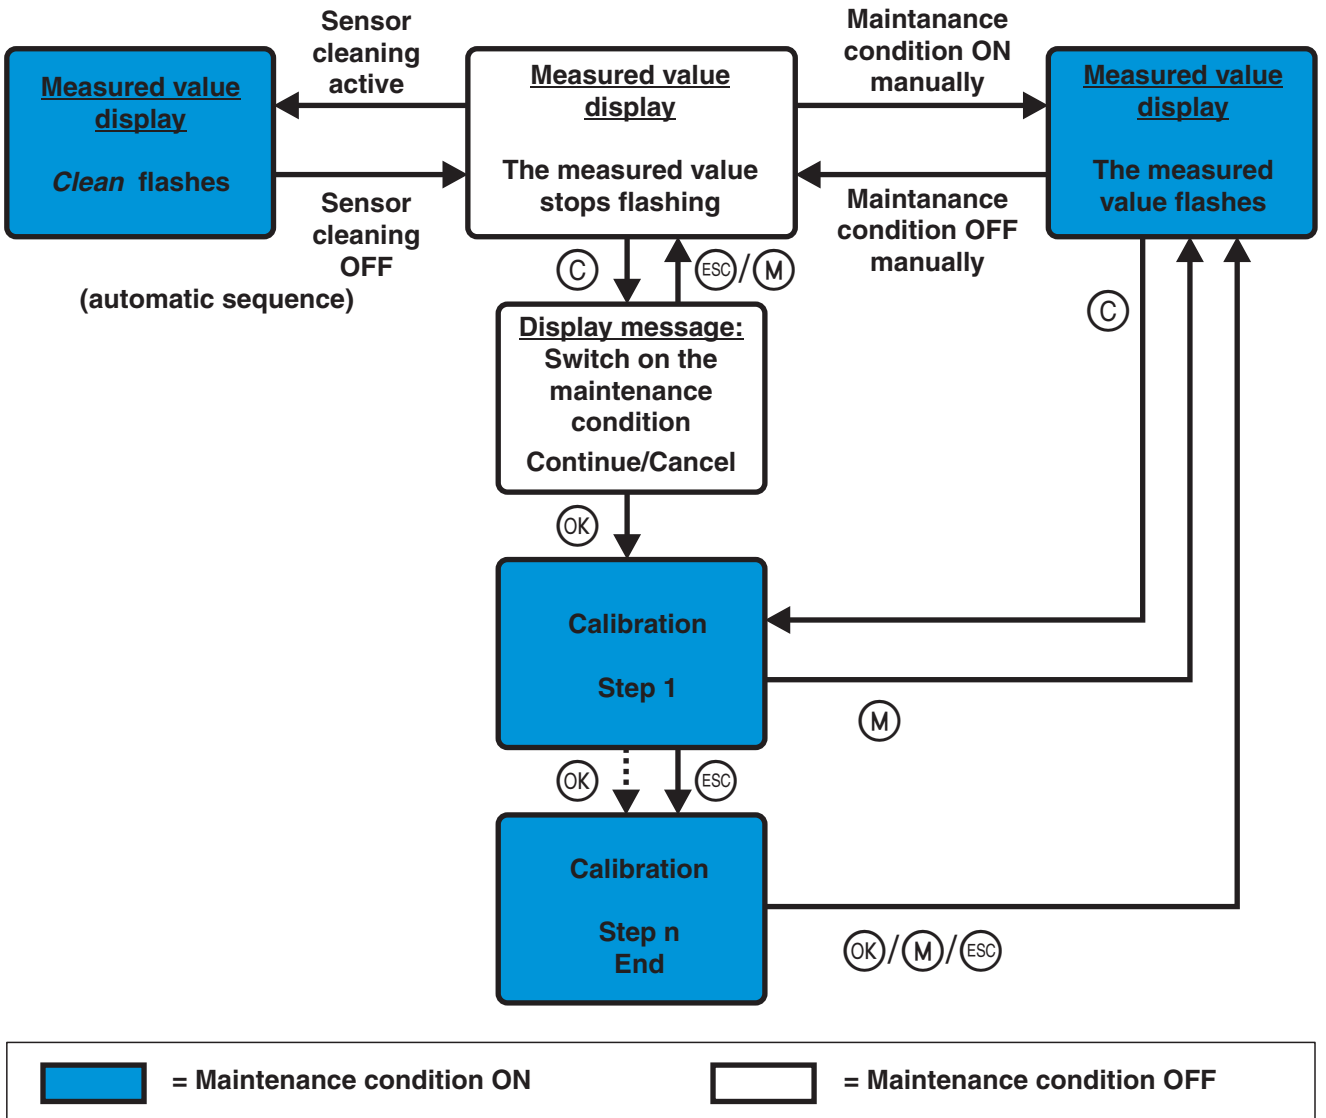 Sensor
cleaning
active
Maintanance
condition ON
manually
Measured value
display
Clean flashes
Measured value
display
The measured value
stops flashing
Measured value
display
The measured
value flashes
Sensor
cleaning
OFF
(automatic sequence)
Maintanance
condition OFF
manually
C
ESC/M
C
Display message:
Switch on the
maintenance
condition
Continue/Cancel
OK
Calibration
Step 1
M
OK
ESC
Calibration
Step n
End
OK/M/ESC
= Maintenance condition ON
= Maintenance condition OFF